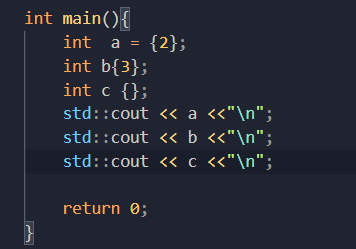 int main(){
    int  a = {2};
    int b{3};
    int c {};
    std::cout << a <<"\n";
    std::cout << b <<"\n";
    std::cout << c <<"\n";

    return 0;
}